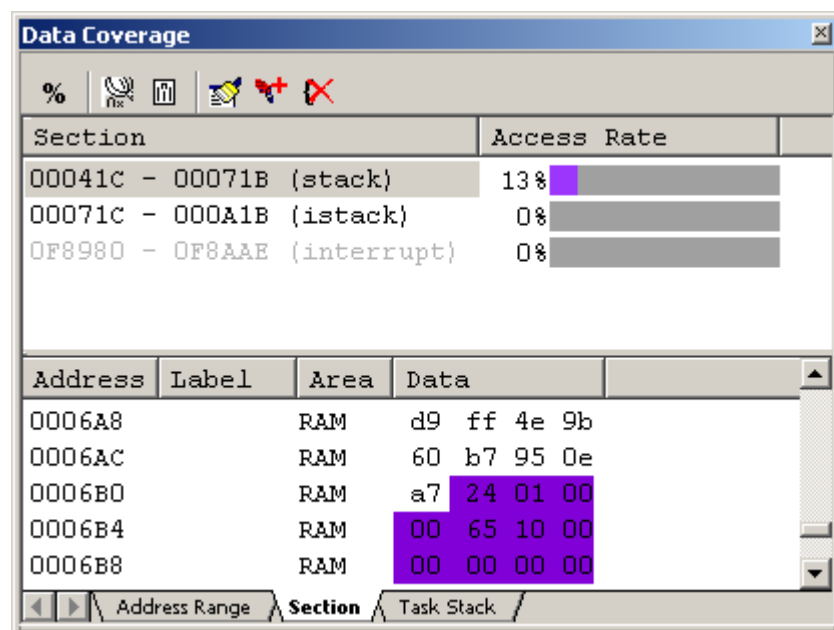 Data Coverage
%
Section Access Rate
00041C - 00071B (stack) 13%
00071C - 000A1B (istack) 0%
0F8980 - 0F8AAE (interrupt) 0%
Address Label Area Data
0006A8 RAM d9 ff 4e 9b
0006AC RAM 60 b7 95 0e
0006B0 RAM a7 24 01 00
0006B4 RAM 00 65 10 00
0006B8 RAM 00 00 00 00
Address Range Section Task Stack